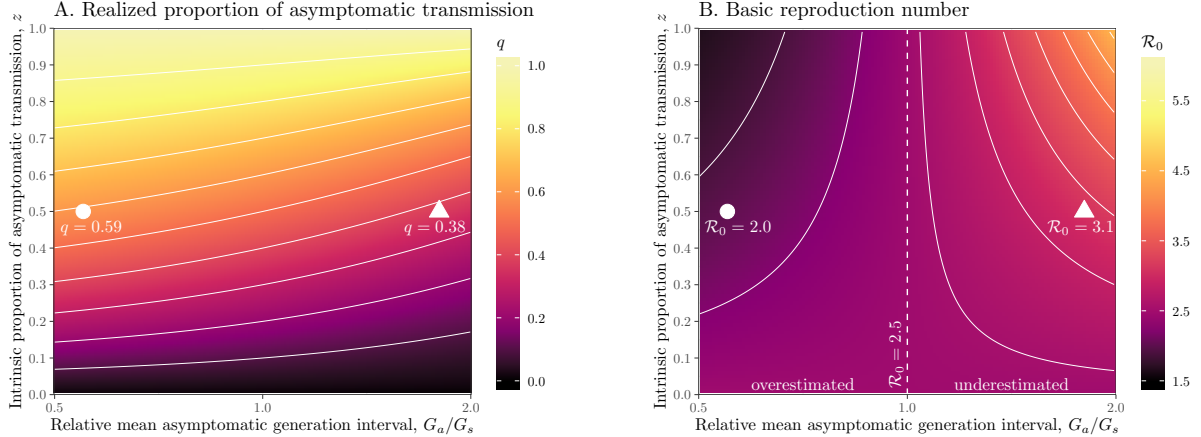 A. Realized proportion of asymptomatic transmission
Intrinsic proportion of asymptomatic transmission, z
1.0
0.9
0.8
0.7
0.6
0.5
0.4
0.3
0.2
0.1
0.0
q = 0.59
q = 0.38
0.5
1.0
2.0
Relative mean asymptomatic generation interval, G_a/G_s
q
1.0
0.8
0.6
0.4
0.2
0.0
B. Basic reproduction number
Intrinsic proportion of asymptomatic transmission, z
1.0
0.9
0.8
0.7
0.6
0.5
0.4
0.3
0.2
0.1
0.0
ℛ₀ = 2.0
ℛ₀ = 3.1
ℛ₀ = 2.5
overestimated
underestimated
0.5
1.0
2.0
Relative mean asymptomatic generation interval, G_a/G_s
ℛ₀
5.5
4.5
3.5
2.5
1.5